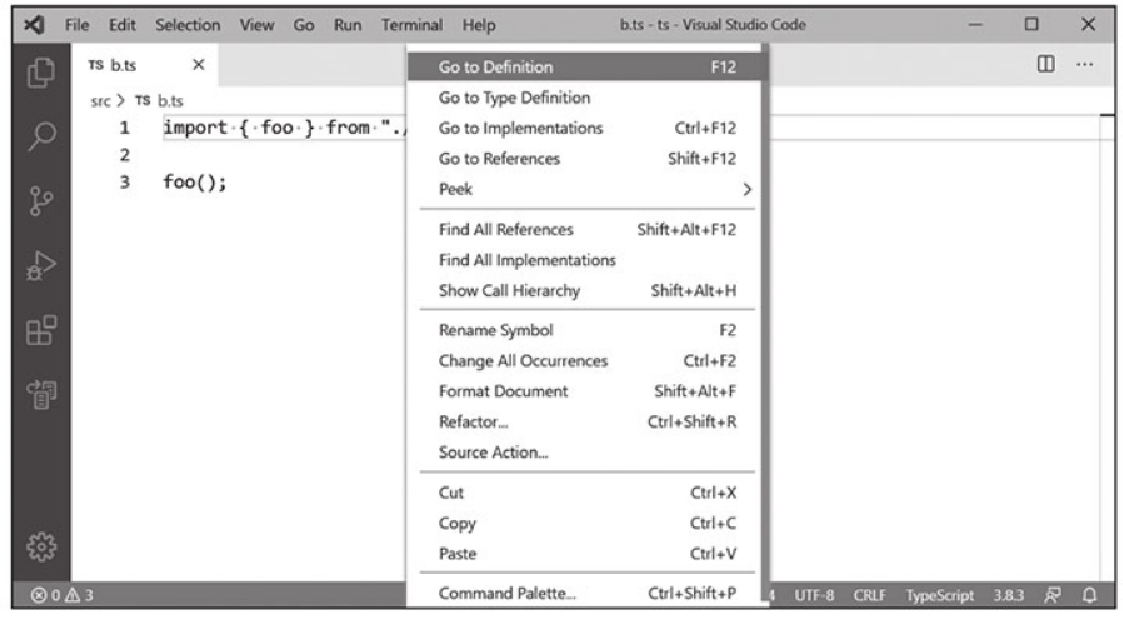 File Edit Selection View Go Run Terminal Help b.ts - ts - Visual Studio Code
TS b.ts
src > TS b.ts
1 import { foo } from "./
2
3 foo();
Go to Definition F12
Go to Type Definition
Go to Implementations Ctrl+F12
Go to References Shift+F12
Peek >
Find All References Shift+Alt+F12
Find All Implementations
Show Call Hierarchy Shift+Alt+H
Rename Symbol F2
Change All Occurrences Ctrl+F2
Format Document Shift+Alt+F
Refactor... Ctrl+Shift+R
Source Action...
Cut Ctrl+X
Copy Ctrl+C
Paste Ctrl+V
Command Palette... Ctrl+Shift+P
0 3 4 UTF-8 CRLF TypeScript 3.8.3